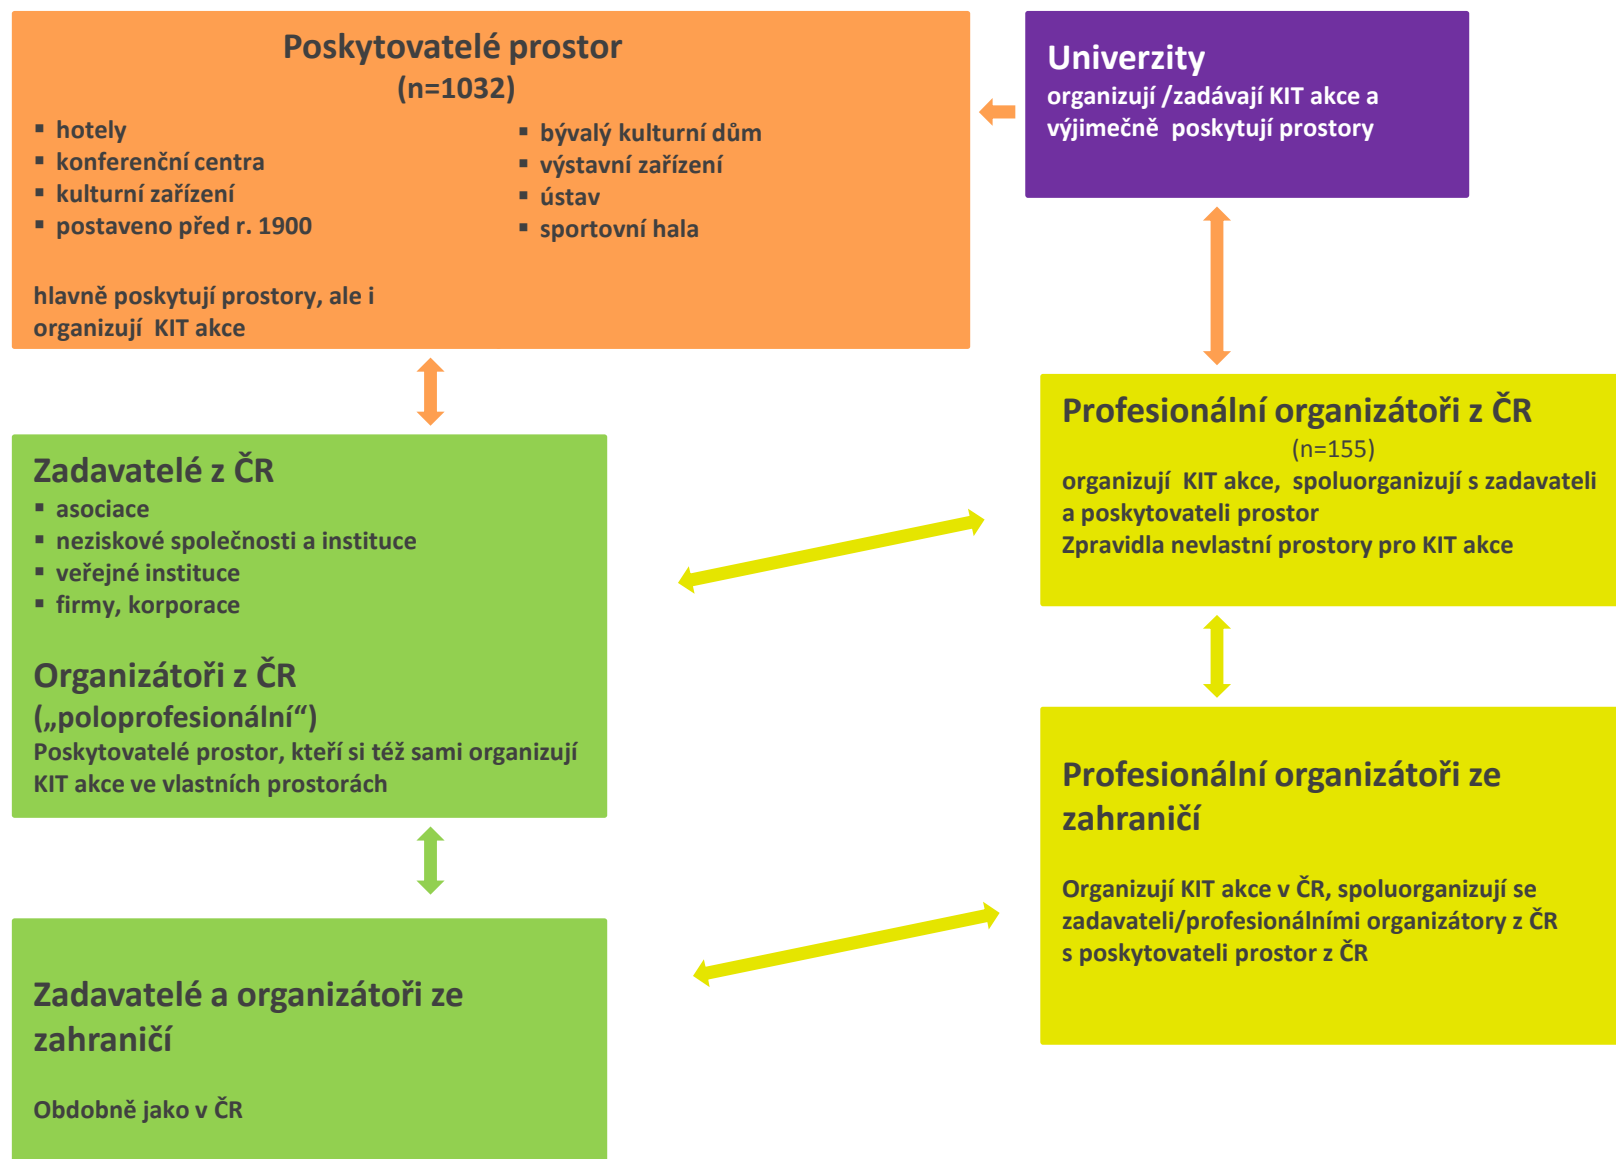 Poskytovatelé prostor
(n=1032)
▪ hotely
▪ konferenční centra
▪ kulturní zařízení
▪ postaveno před r. 1900
▪ bývalý kulturní dům
▪ výstavní zařízení
▪ ústav
▪ sportovní hala
hlavně poskytují prostory, ale i
organizují KIT akce
Univerzity
organizují /zadávají KIT akce a
výjimečně poskytují prostory
Zadavatelé z ČR
▪ asociace
▪ neziskové společnosti a instituce
▪ veřejné instituce
▪ firmy, korporace
Organizátoři z ČR
(„poloprofesionální“)
Poskytovatelé prostor, kteří si též sami organizují
KIT akce ve vlastních prostorách
Profesionální organizátoři z ČR
(n=155)
organizují KIT akce, spoluorganizují s zadavateli
a poskytovateli prostor
Zpravidla nevlastní prostory pro KIT akce
Zadavatelé a organizátoři ze
zahraničí
Obdobně jako v ČR
Profesionální organizátoři ze
zahraničí
Organizují KIT akce v ČR, spoluorganizují se
zadavateli/profesionálními organizátory z ČR
s poskytovateli prostor z ČR